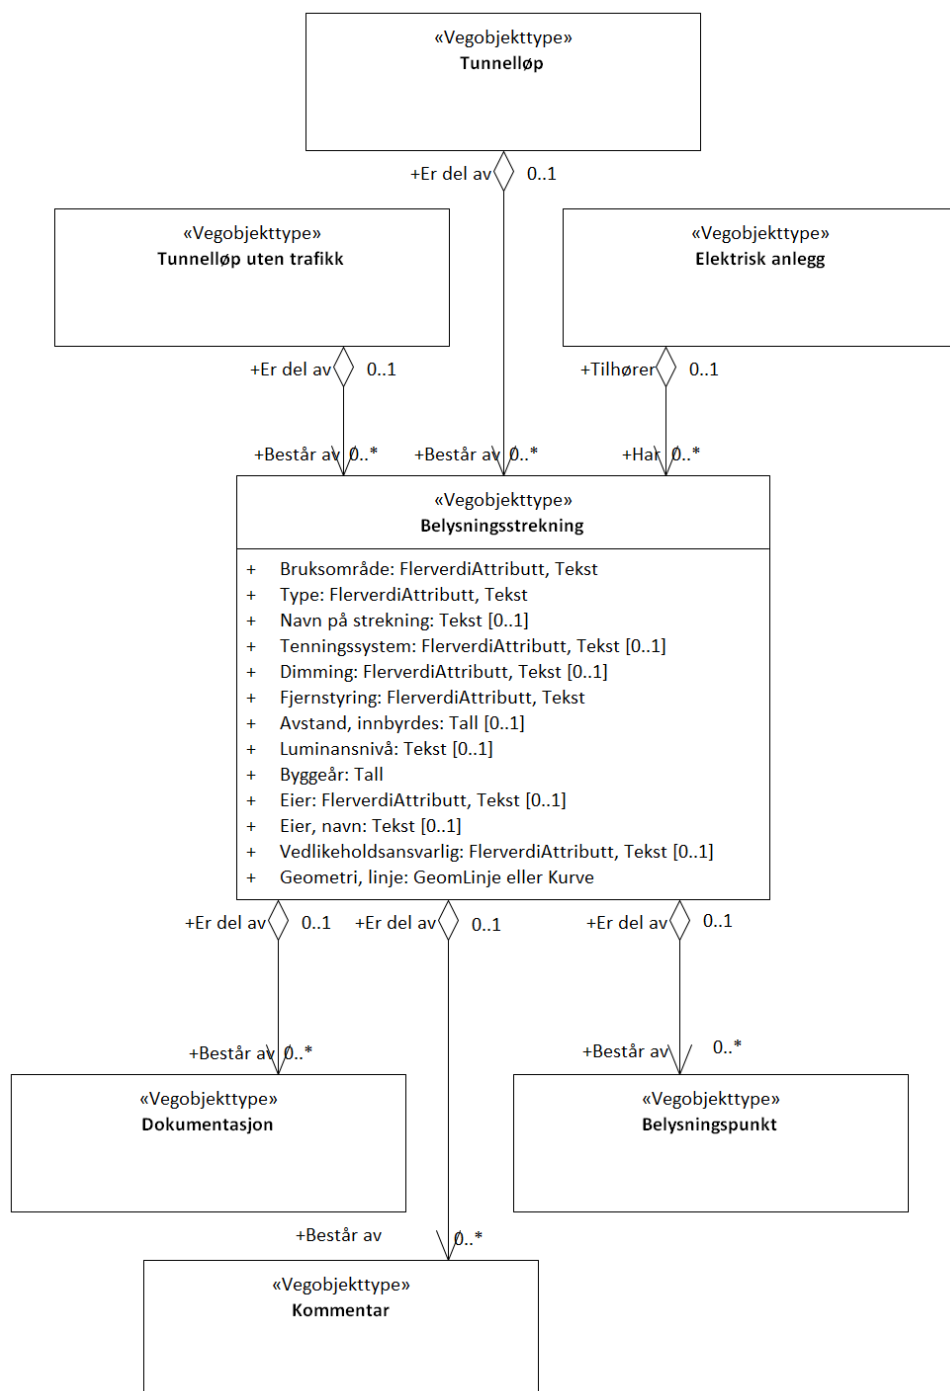 «Vegobjekttype»
Tunnelløp
+Er del av 0..1
«Vegobjekttype»
Tunnelløp uten trafikk
«Vegobjekttype»
Elektrisk anlegg
+Er del av 0..1
+Tilhører 0..1
+Består av 0..*
+Består av 0..*
+Har 0..*
«Vegobjekttype»
Belysningsstrekning
+ Bruksområde: FlerverdiAttributt, Tekst
+ Type: FlerverdiAttributt, Tekst
+ Navn på strekning: Tekst [0..1]
+ Tenningssystem: FlerverdiAttributt, Tekst [0..1]
+ Dimming: FlerverdiAttributt, Tekst [0..1]
+ Fjernstyring: FlerverdiAttributt, Tekst
+ Avstand, innbyrdes: Tall [0..1]
+ Luminansnivå: Tekst [0..1]
+ Byggeår: Tall
+ Eier: FlerverdiAttributt, Tekst [0..1]
+ Eier, navn: Tekst [0..1]
+ Vedlikeholdsansvarlig: FlerverdiAttributt, Tekst [0..1]
+ Geometri, linje: GeomLinje eller Kurve
+Er del av 0..1
+Er del av 0..1
+Er del av 0..1
+Består av 0..*
+Består av 0..*
«Vegobjekttype»
Dokumentasjon
«Vegobjekttype»
Belysningspunkt
+Består av 0..*
«Vegobjekttype»
Kommentar